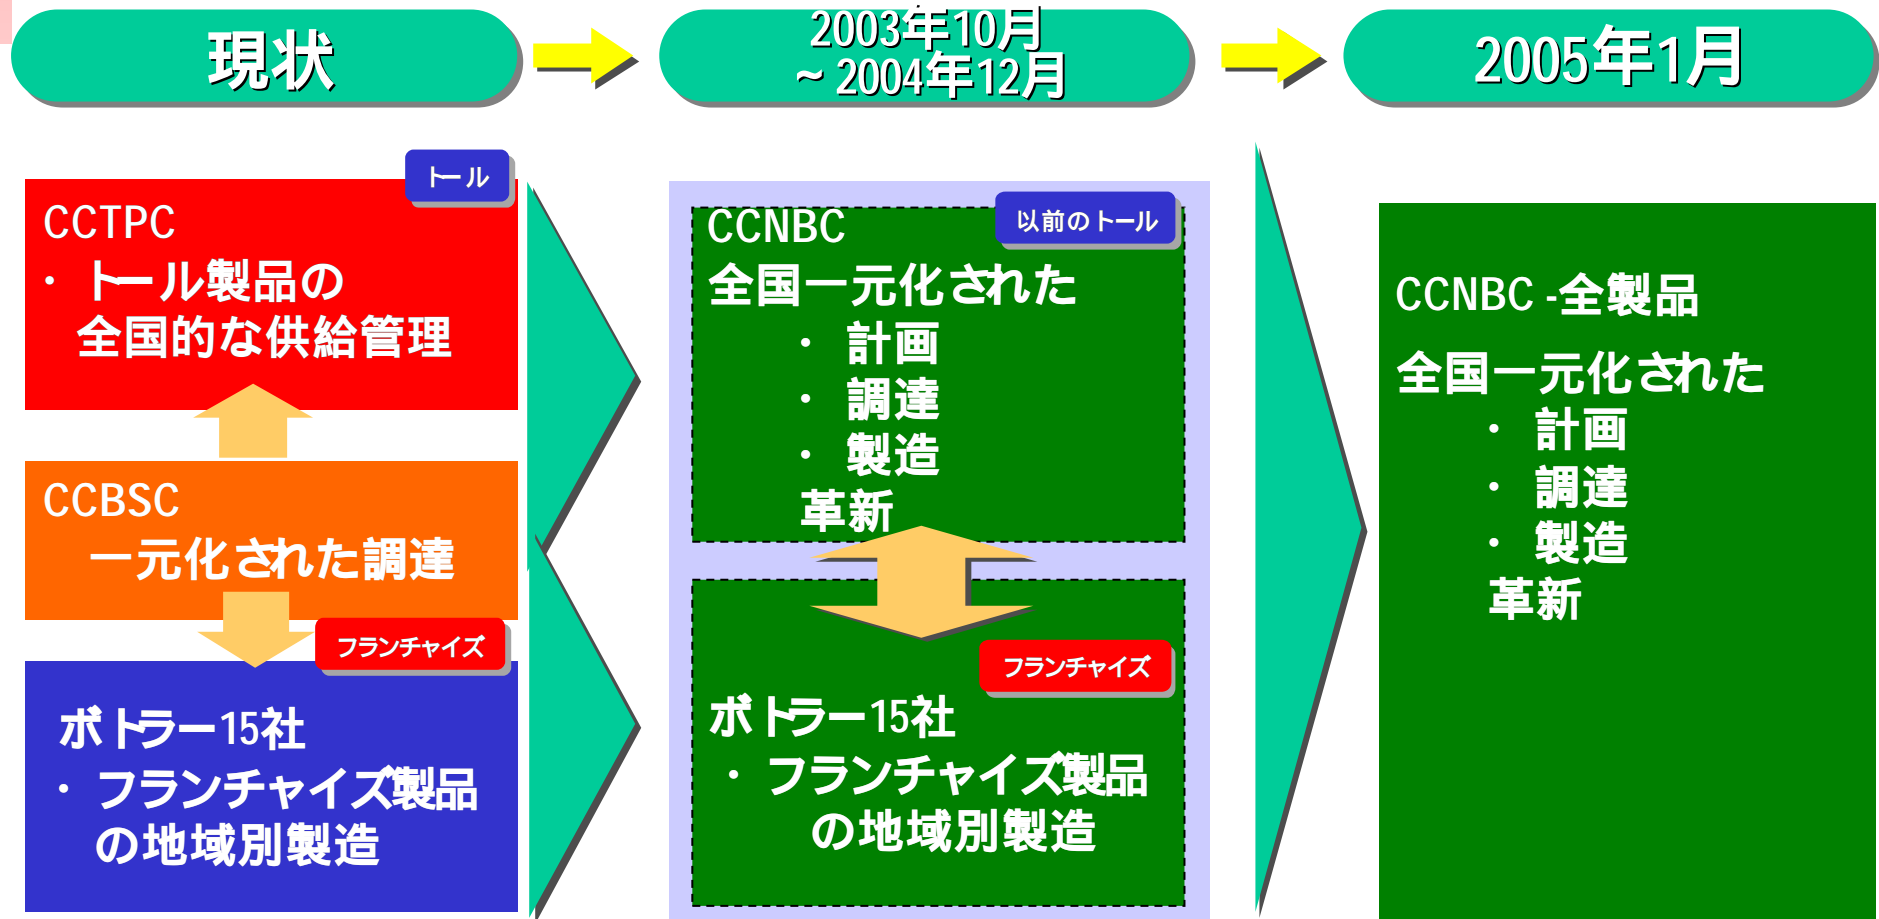 現状
2003年10月
~ 2004年12月
2005年1月
トール
CCTPC
・ トール製品の
全国的な供給管理
CCBSC
一元化された調達
フランチャイズ
ボトラー15社
・ フランチャイズ製品
の地域別製造
以前のトール
CCNBC
全国一元化された
・ 計画
・ 調達
・ 製造
革新
フランチャイズ
ボトラー15社
・ フランチャイズ製品
の地域別製造
CCNBC -全製品
全国一元化された
・ 計画
・ 調達
・ 製造
革新